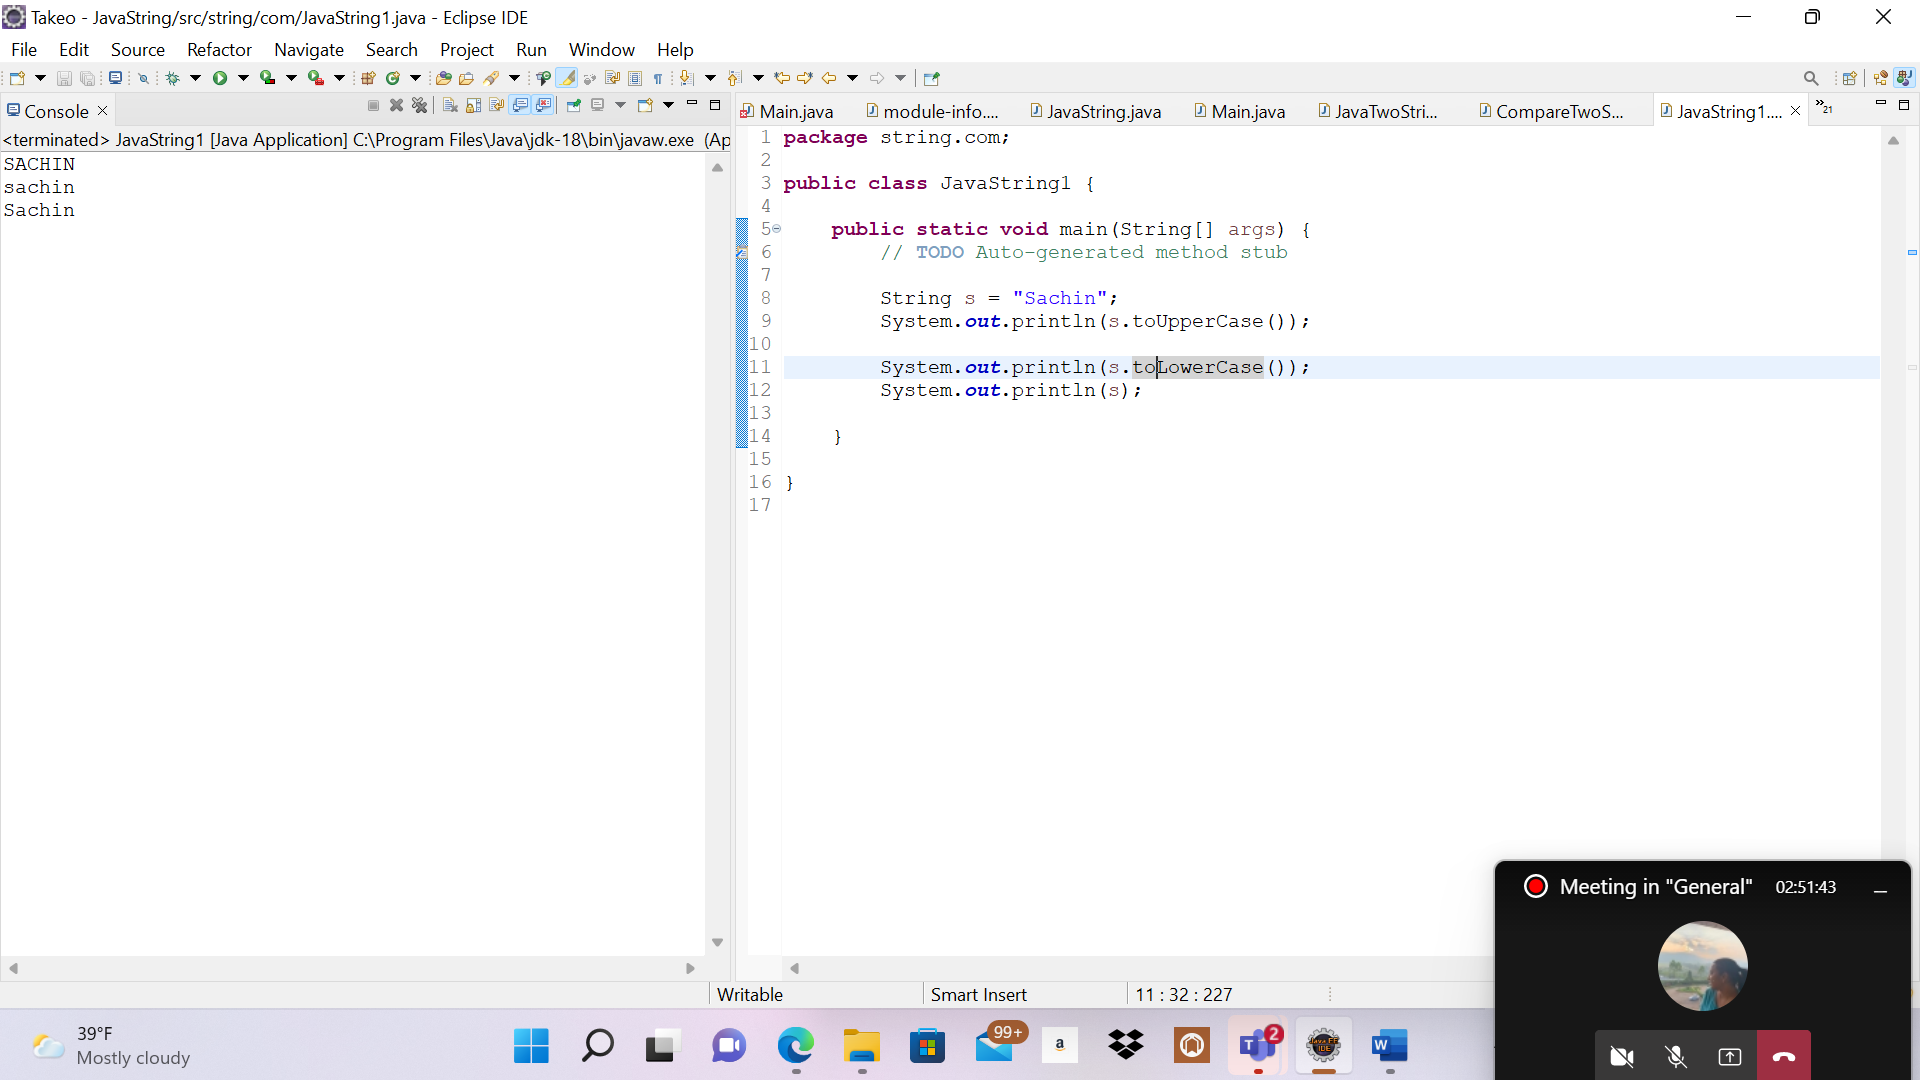 Takeo - JavaString/src/string/com/JavaString1.java - Eclipse IDE
File Edit Source Refactor Navigate Search Project Run Window Help
Console
<terminated> JavaString1 [Java Application] C:\Program Files\Java\jdk-18\bin\javaw.exe (Ap
SACHIN
sachin
Sachin
Main.java module-info.... JavaString.java Main.java JavaTwoStri... CompareTwoS... JavaString1.... »21
1 package string.com;
2
3 public class JavaString1 {
4
5 public static void main(String[] args) {
6 // TODO Auto-generated method stub
7
8 String s = "Sachin";
9 System.out.println(s.toUpperCase());
10
11 System.out.println(s.toLowerCase());
12 System.out.println(s);
13
14 }
15
16 }
17
Writable Smart Insert 11 : 32 : 227
Meeting in "General" 02:51:43
39°F
Mostly cloudy
99+
a
T 2
Java EE
IDE
W